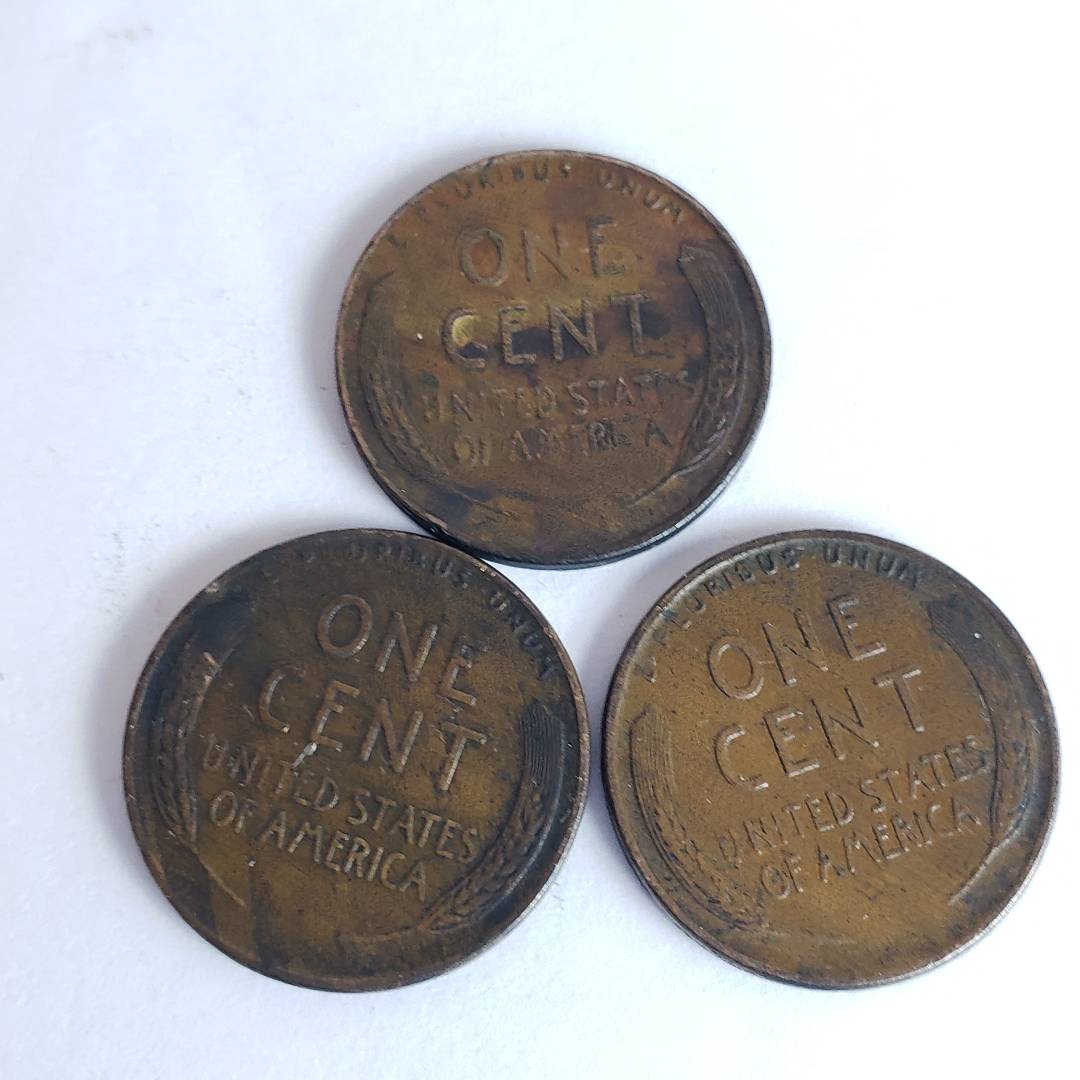 PLURIBUS UNUM
ONE
CENT
UNITED STATES
OF AMERICA
PLURIBUS UNUM
ONE
CENT
UNITED STATES
OF AMERICA
E PLURIBUS UNUM
ONE
CENT
UNITED STATES
OF AMERICA